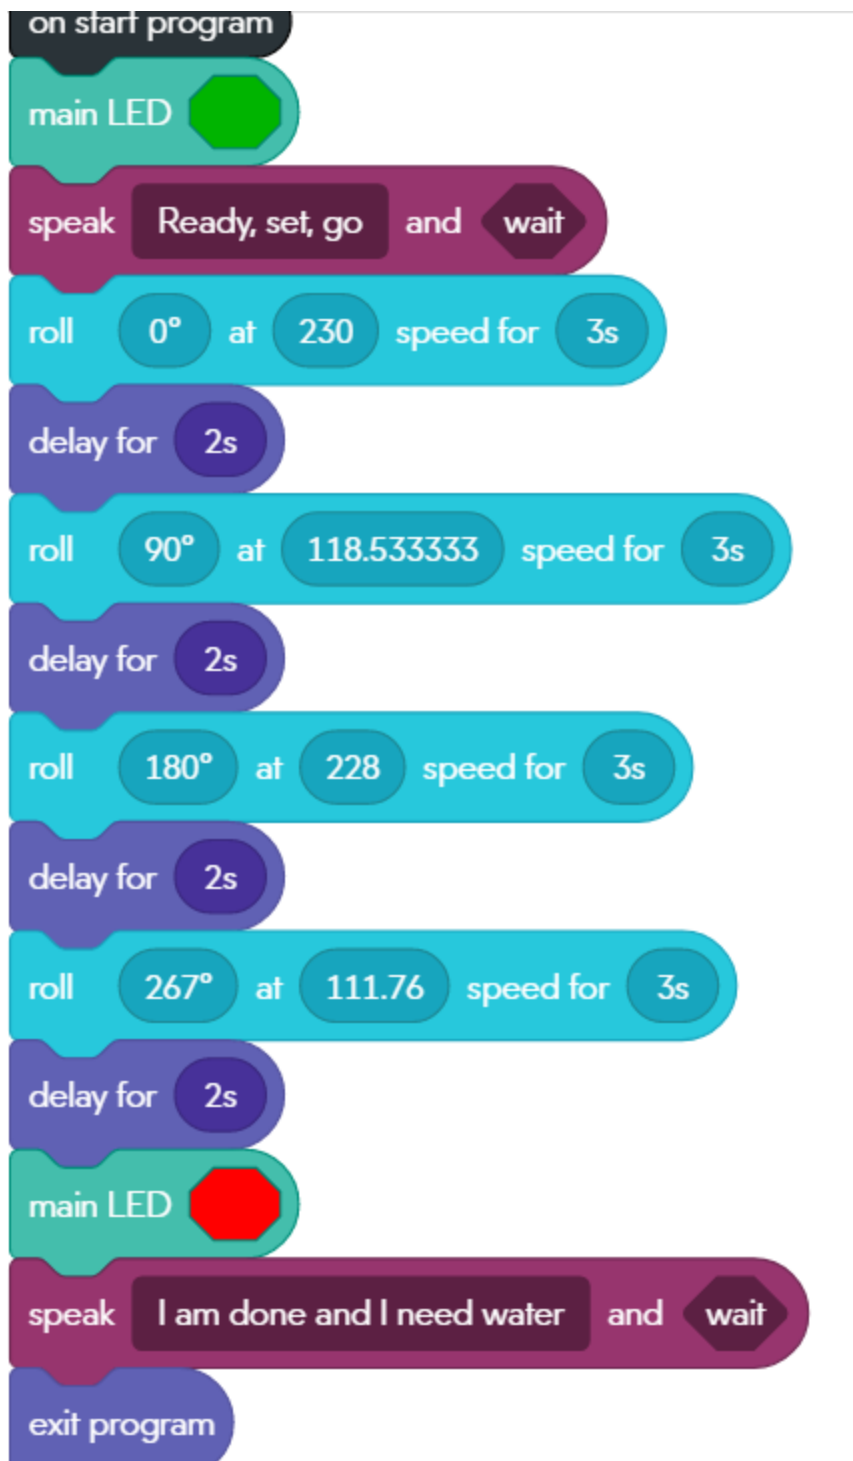 on start program
main LED
speak Ready, set, go and wait
roll 0° at 230 speed for 3s
delay for 2s
roll 90° at 118.533333 speed for 3s
delay for 2s
roll 180° at 228 speed for 3s
delay for 2s
roll 267° at 111.76 speed for 3s
delay for 2s
main LED
speak I am done and I need water and wait
exit program